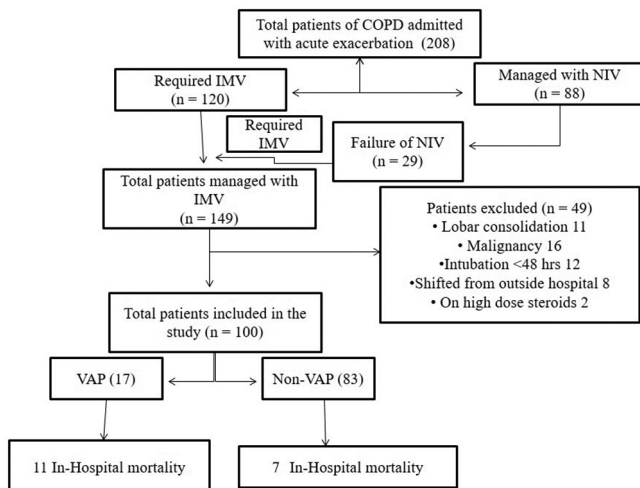 Total patients of COPD admitted
with acute exacerbation (208)
Required IMV
(n = 120)
Managed with NIV
(n = 88)
Required
IMV
Failure of NIV
(n = 29)
Total patients managed with
IMV
(n = 149)
Patients excluded (n = 49)
• Lobar consolidation 11
• Malignancy 16
•Intubation <48 hrs 12
•Shifted from outside hospital 8
• On high dose steroids 2
Total patients included in the
study (n = 100)
VAP (17)
Non-VAP (83)
11 In-Hospital mortality
7 In-Hospital mortality